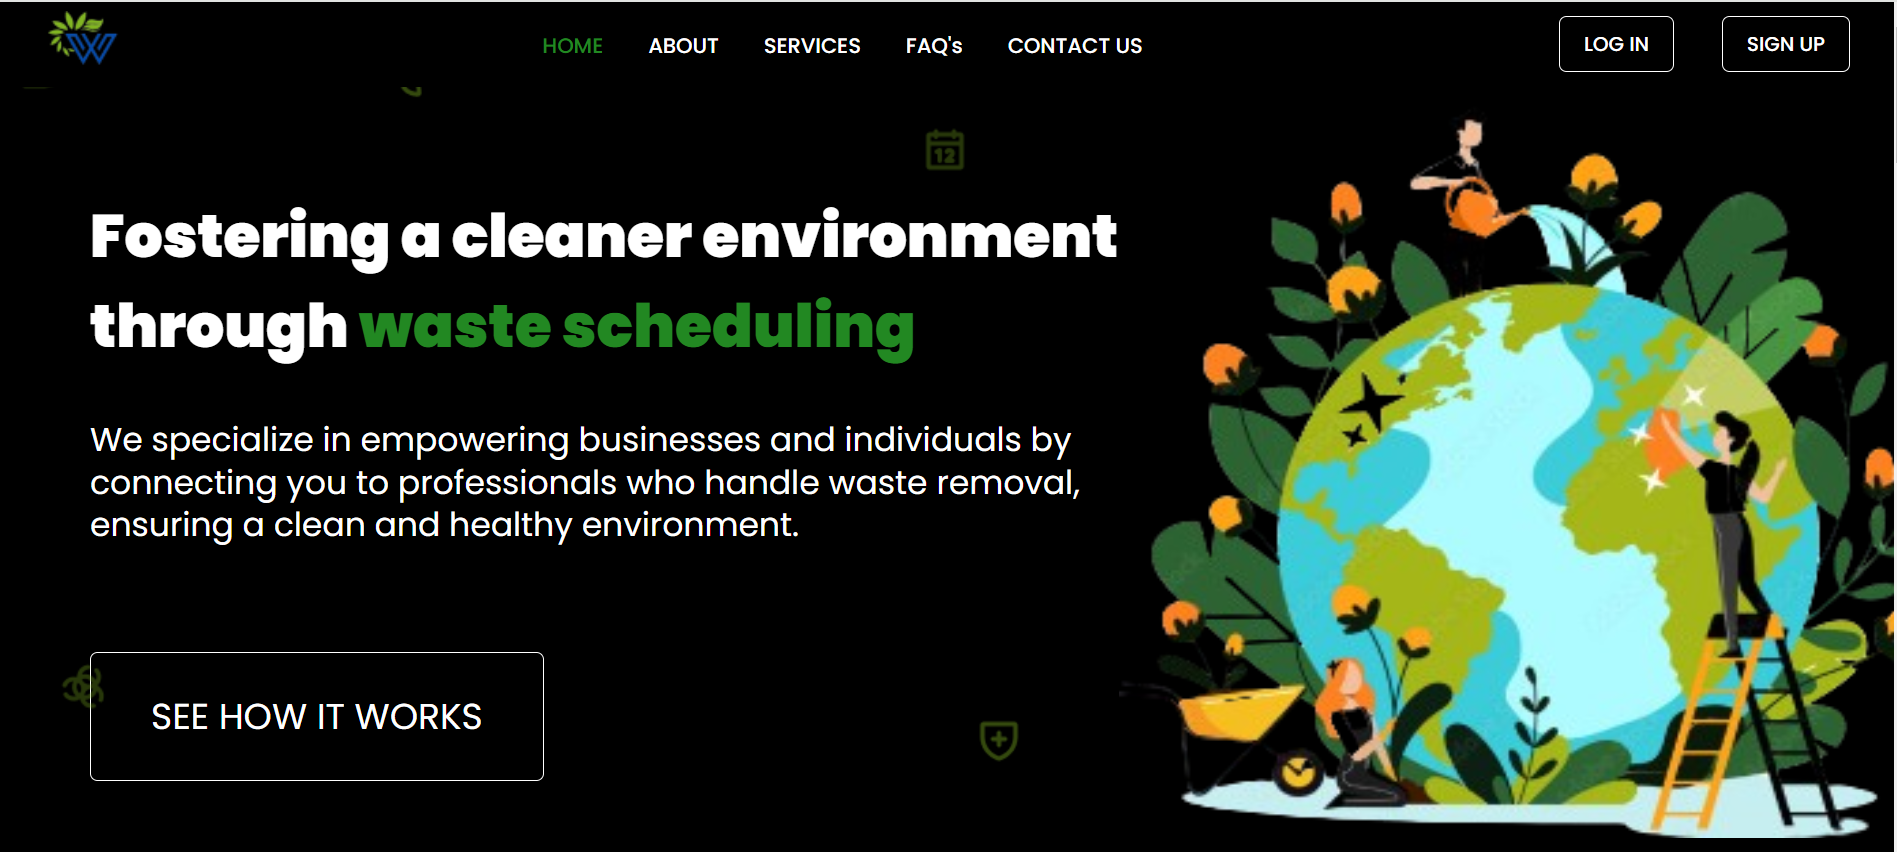 HOME ABOUT SERVICES FAQ's CONTACT US LOG IN SIGN UP
12
Fostering a cleaner environment
through waste scheduling
We specialize in empowering businesses and individuals by
connecting you to professionals who handle waste removal,
ensuring a clean and healthy environment.
SEE HOW IT WORKS